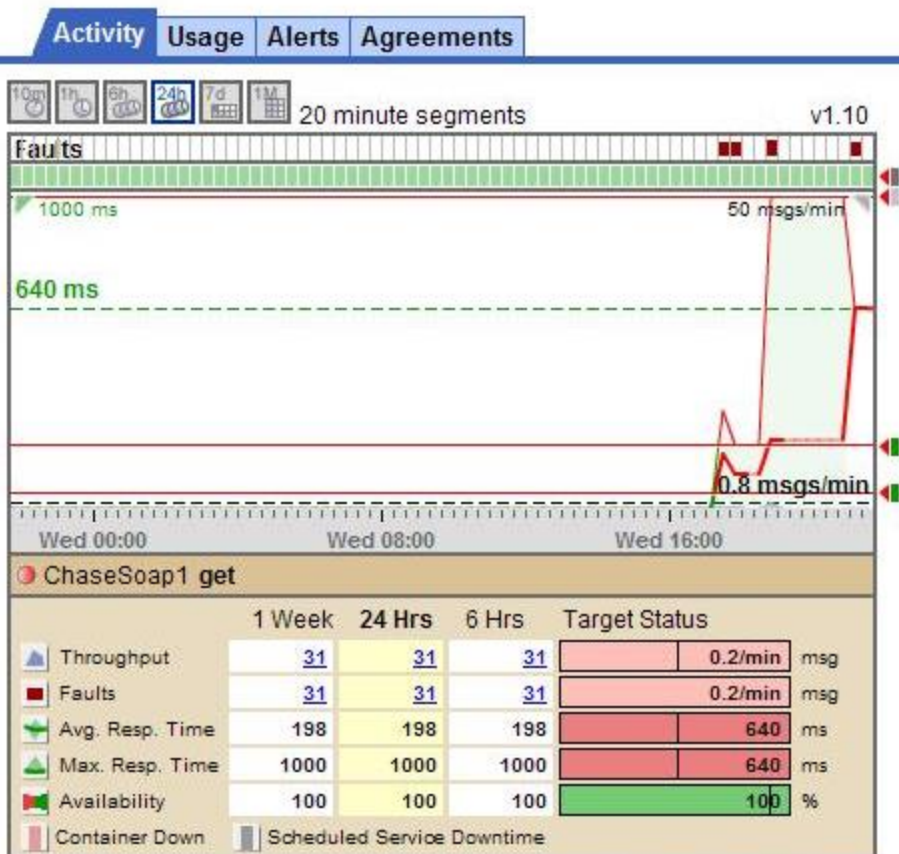 Activity Usage Alerts Agreements
10m 1h 6h 24h 7d 1M 20 minute segments v1.10
Faults
1000 ms 50 msgs/min
640 ms
0.8 msgs/min
Wed 00:00 Wed 08:00 Wed 16:00
ChaseSoap1 get
1 Week 24 Hrs 6 Hrs Target Status
Throughput 31 31 31 0.2/min msg
Faults 31 31 31 0.2/min msg
Avg. Resp. Time 198 198 198 640 ms
Max. Resp. Time 1000 1000 1000 640 ms
Availability 100 100 100 100 %
Container Down Scheduled Service Downtime